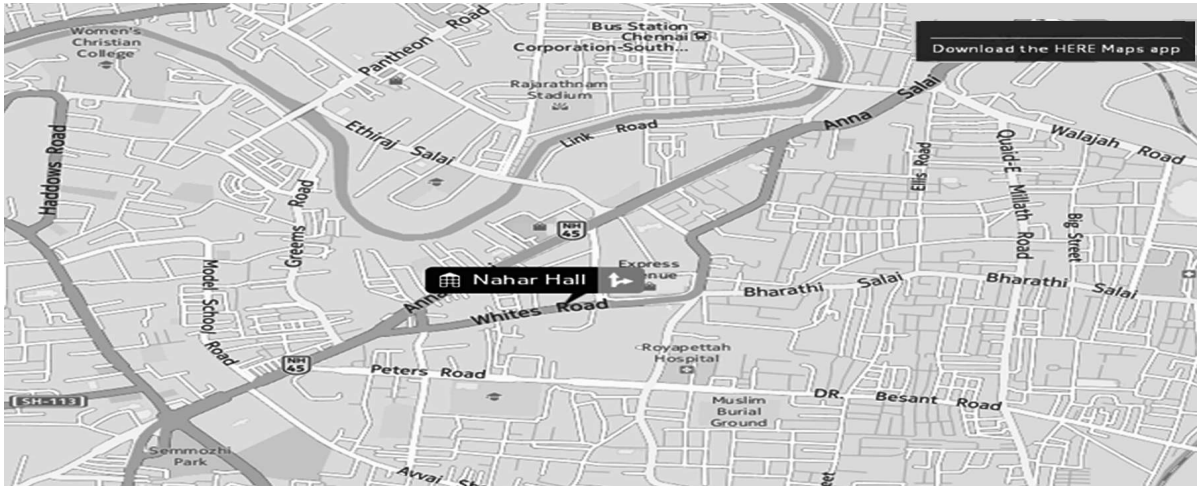 Women's
Christian
College
Pantheon Road
Bus Station
Chennai
Corporation-South...
Download the HERE Maps app
Rajarathnam
Stadium
Anna Salai
Ethiraj Salai
Link Road
Walajah Road
Haddows Road
Greems Road
Ellis Road
Quaid-E Millath Road
Big Street
NH
45
Express
enue
Nahar Hall
Anna
Whites Road
Bharathi Salai
Bharathi Salai
Model School Road
Royapettah
Hospital
NH
45
Peters Road
DR. Besant Road
SH-113
Muslim
Burial
Ground
Semmozhi
Park
Avvai